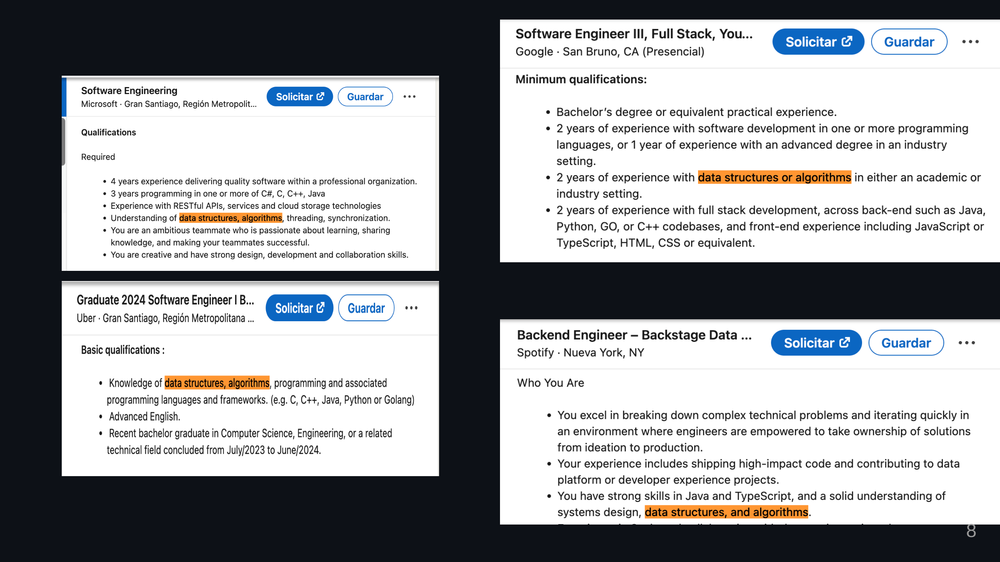 Software Engineering
Microsoft · Gran Santiago, Región Metropolit...
Solicitar
Guardar
Qualifications
Required
• 4 years experience delivering quality software within a professional organization.
• 3 years programming in one or more of C#, C, C++, Java
• Experience with RESTful APIs, services and cloud storage technologies
• Understanding of data structures, algorithms, threading, synchronization.
• You are an ambitious teammate who is passionate about learning, sharing
knowledge, and making your teammates successful.
• You are creative and have strong design, development and collaboration skills.
Graduate 2024 Software Engineer I B...
Uber · Gran Santiago, Región Metropolitana ...
Solicitar
Guardar
Basic qualifications :
• Knowledge of data structures, algorithms, programming and associated
programming languages and frameworks. (e.g. C, C++, Java, Python or Golang)
• Advanced English.
• Recent bachelor graduate in Computer Science, Engineering, or a related
technical field concluded from July/2023 to June/2024.
Software Engineer III, Full Stack, You...
Google · San Bruno, CA (Presencial)
Solicitar
Guardar
Minimum qualifications:
• Bachelor's degree or equivalent practical experience.
• 2 years of experience with software development in one or more programming
languages, or 1 year of experience with an advanced degree in an industry
setting.
• 2 years of experience with data structures or algorithms in either an academic or
industry setting.
• 2 years of experience with full stack development, across back-end such as Java,
Python, GO, or C++ codebases, and front-end experience including JavaScript or
TypeScript, HTML, CSS or equivalent.
Backend Engineer – Backstage Data ...
Spotify · Nueva York, NY
Solicitar
Guardar
Who You Are
• You excel in breaking down complex technical problems and iterating quickly in
an environment where engineers are empowered to take ownership of solutions
from ideation to production.
• Your experience includes shipping high-impact code and contributing to data
platform or developer experience projects.
• You have strong skills in Java and TypeScript, and a solid understanding of
systems design, data structures, and algorithms.
8